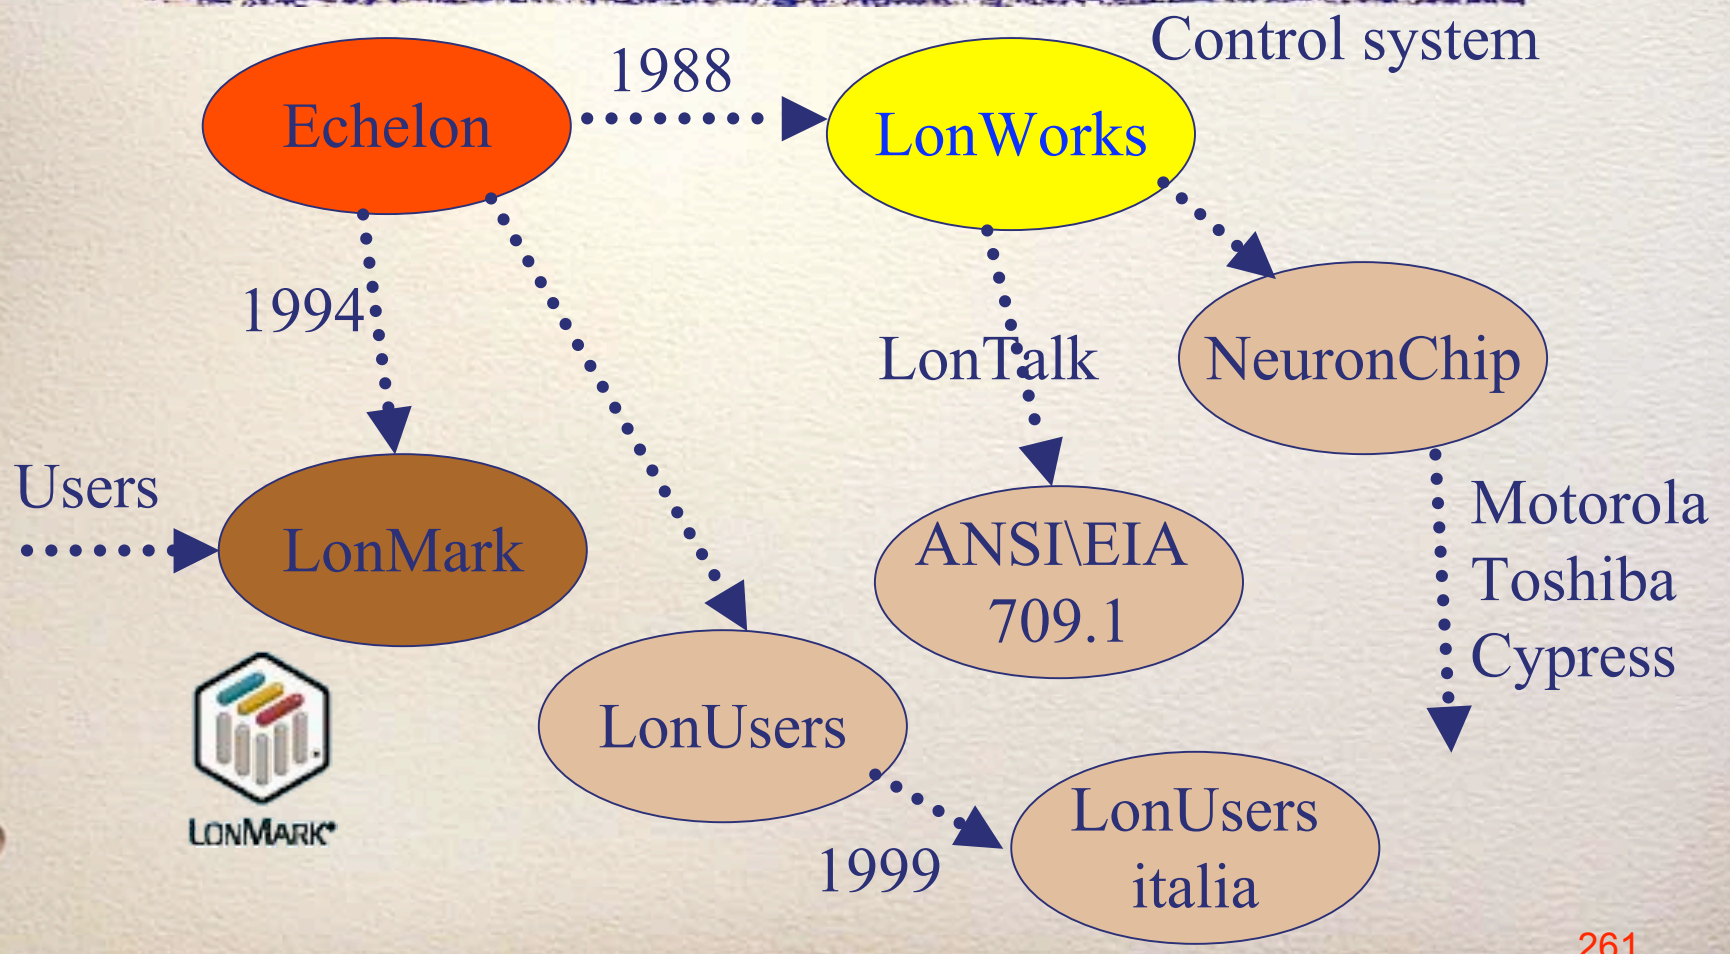 Control system
1988
Echelon
LonWorks
1994
LonTalk
NeuronChip
Users
LonMark
ANSI\EIA
709.1
Motorola
Toshiba
Cypress
LonUsers
LONMARK®
1999
LonUsers
italia
261